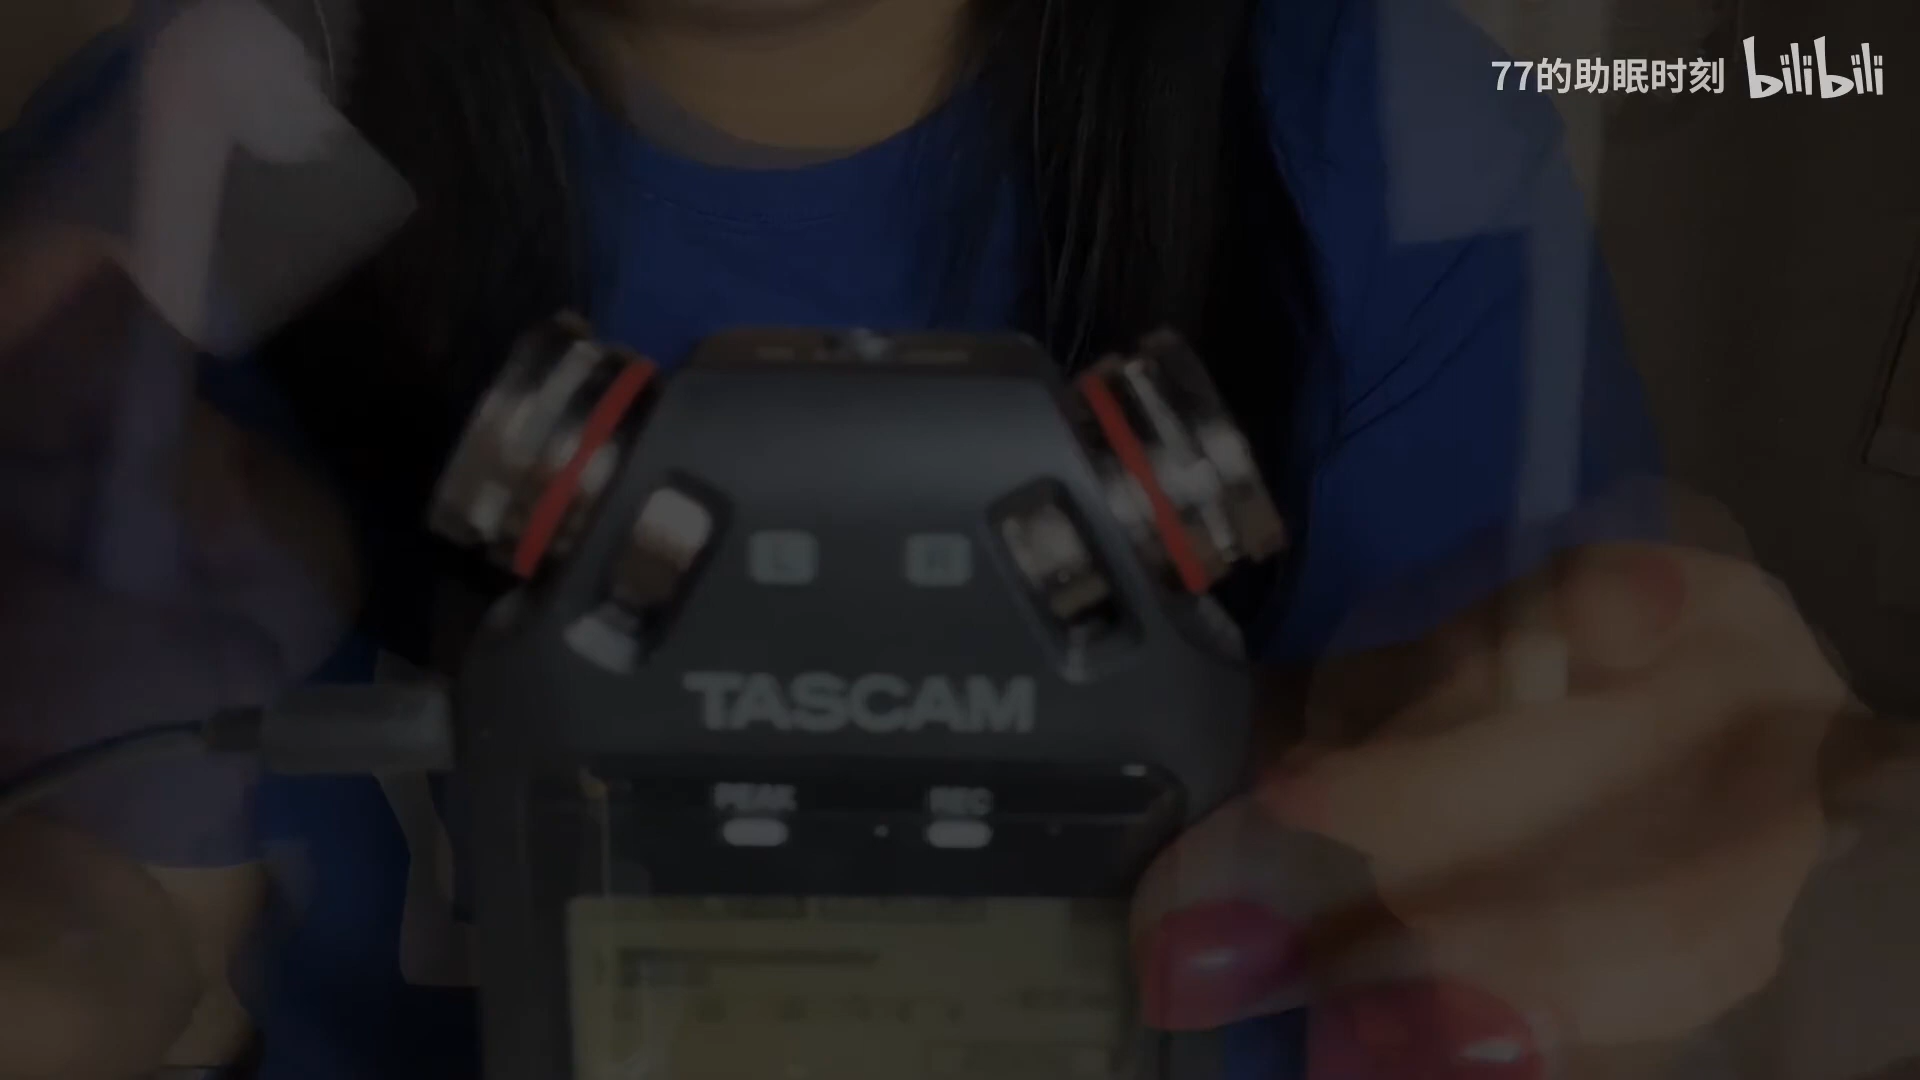 77的助眠时刻 bilibili
L R
TASCAM
PEAK REC